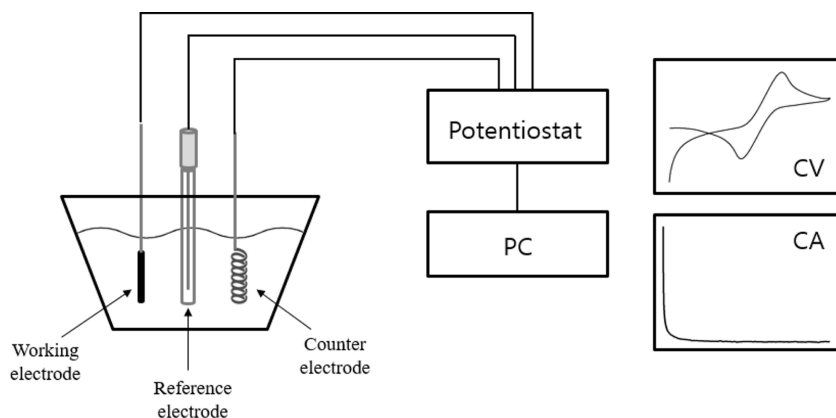 Potentiostat
PC
CV
CA
Working
electrode
Reference
electrode
Counter
electrode